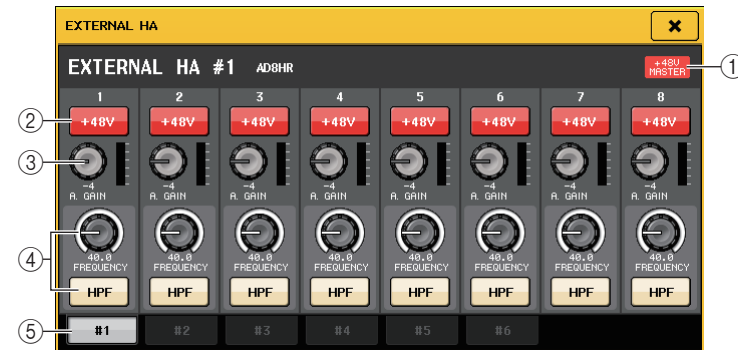 EXTERNAL HA
EXTERNAL HA #1 AD8HR +48V MASTER ①
1 2 3 4 5 6 7 8
② +48V +48V +48V +48V +48V +48V +48V +48V
③ -4 -4 -4 -4 -4 -4 -4 -4
A. GAIN A. GAIN A. GAIN A. GAIN A. GAIN A. GAIN A. GAIN A. GAIN
④ 40.0 40.0 40.0 40.0 40.0 40.0 40.0 40.0
FREQUENCY FREQUENCY FREQUENCY FREQUENCY FREQUENCY FREQUENCY FREQUENCY FREQUENCY
HPF HPF HPF HPF HPF HPF HPF HPF
⑤ #1 #2 #3 #4 #5 #6